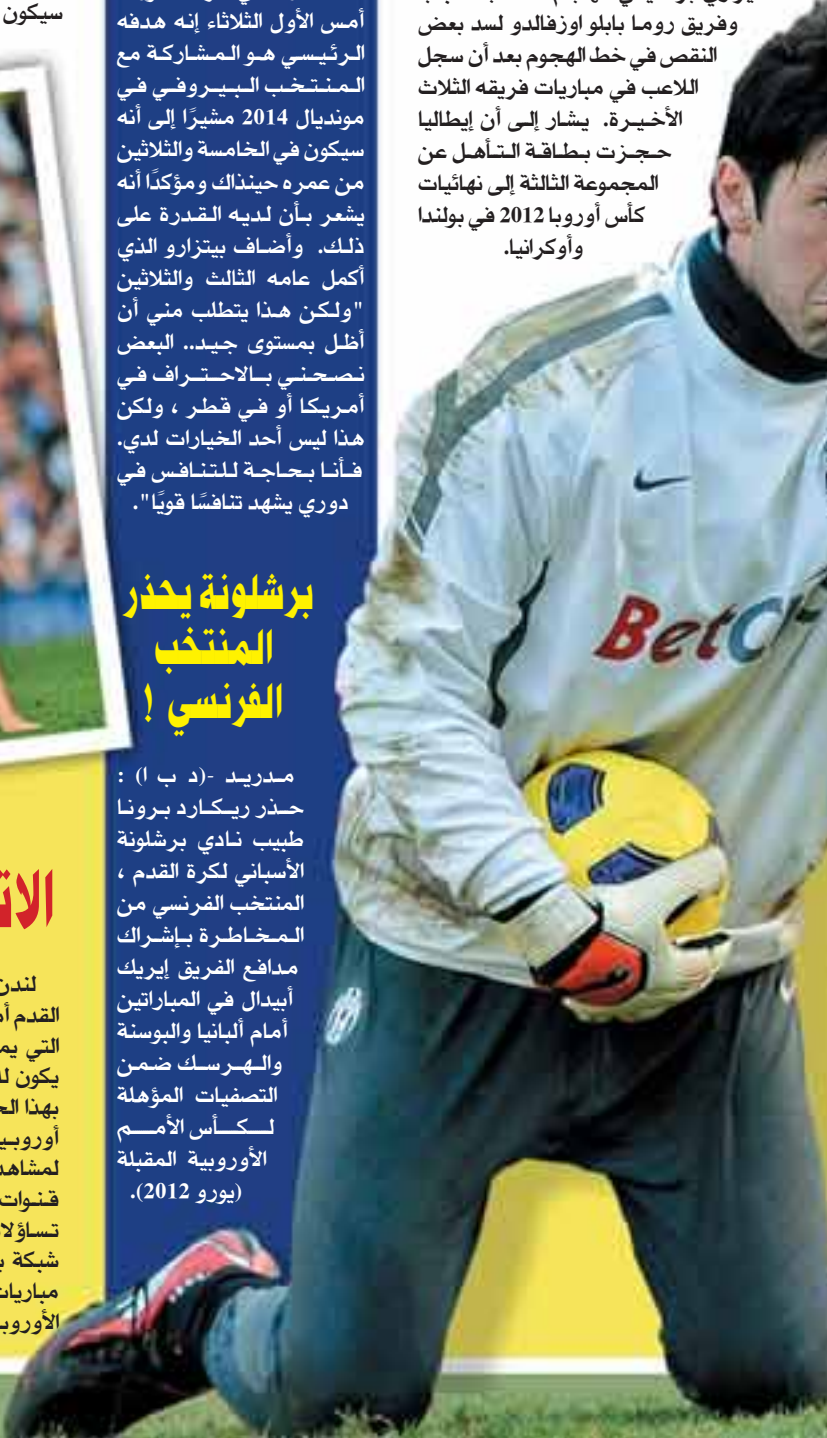 وفريق روما بابلو اوزفالدو لسد بعض
النقص في خط الهجوم بعد أن سجل
اللاعب في مباريات فريقه الثلاث
الأخيرة. يشار إلى أن إيطاليا
حجزت بطاقة التأهل عن
المجموعة الثالثة إلى نهائيات
كأس أوروبا 2012 في بولندا
وأوكرانيا.
أمس الأول الثلاثاء إنه هدفه
الرئيسي هو المشاركة مع
المنتخب البيروفي في
مونديال 2014 مشيرًا إلى أنه
سيكون في الخامسة والثلاثين
من عمره حينذاك ومؤكدًا أنه
يشعر بأن لديه القدرة على
ذلك. وأضاف بيتزارو الذي
أكمل عامه الثالث والثلاثين
"ولكن هذا يتطلب مني أن
أظل بمستوى جيد.. البعض
نصحني بالاحتراف في
أمريكا أو في قطر ، ولكن
هذا ليس أحد الخيارات لدي.
فأنا بحاجة للتنافس في
دوري يشهد تنافسًا قويًا".
برشلونة يحذر
المنتخب
الفرنسي !
مدريد -(د ب ا) :
حذر ريكارد برونا
طبيب نادي برشلونة
الأسباني لكرة القدم ،
المنتخب الفرنسي من
المخاطرة بإشراك
مدافع الفريق إيريك
أبيدال في المباراتين
أمام ألبانيا والبوسنة
والهرسك ضمن
التصفيات المؤهلة
لكأس الأمم
الأوروبية المقبلة
(يورو 2012).
سيكون
لندن
القدم
التي
يكون
بهذا
قنوات
شبكة
مباريات
BetC